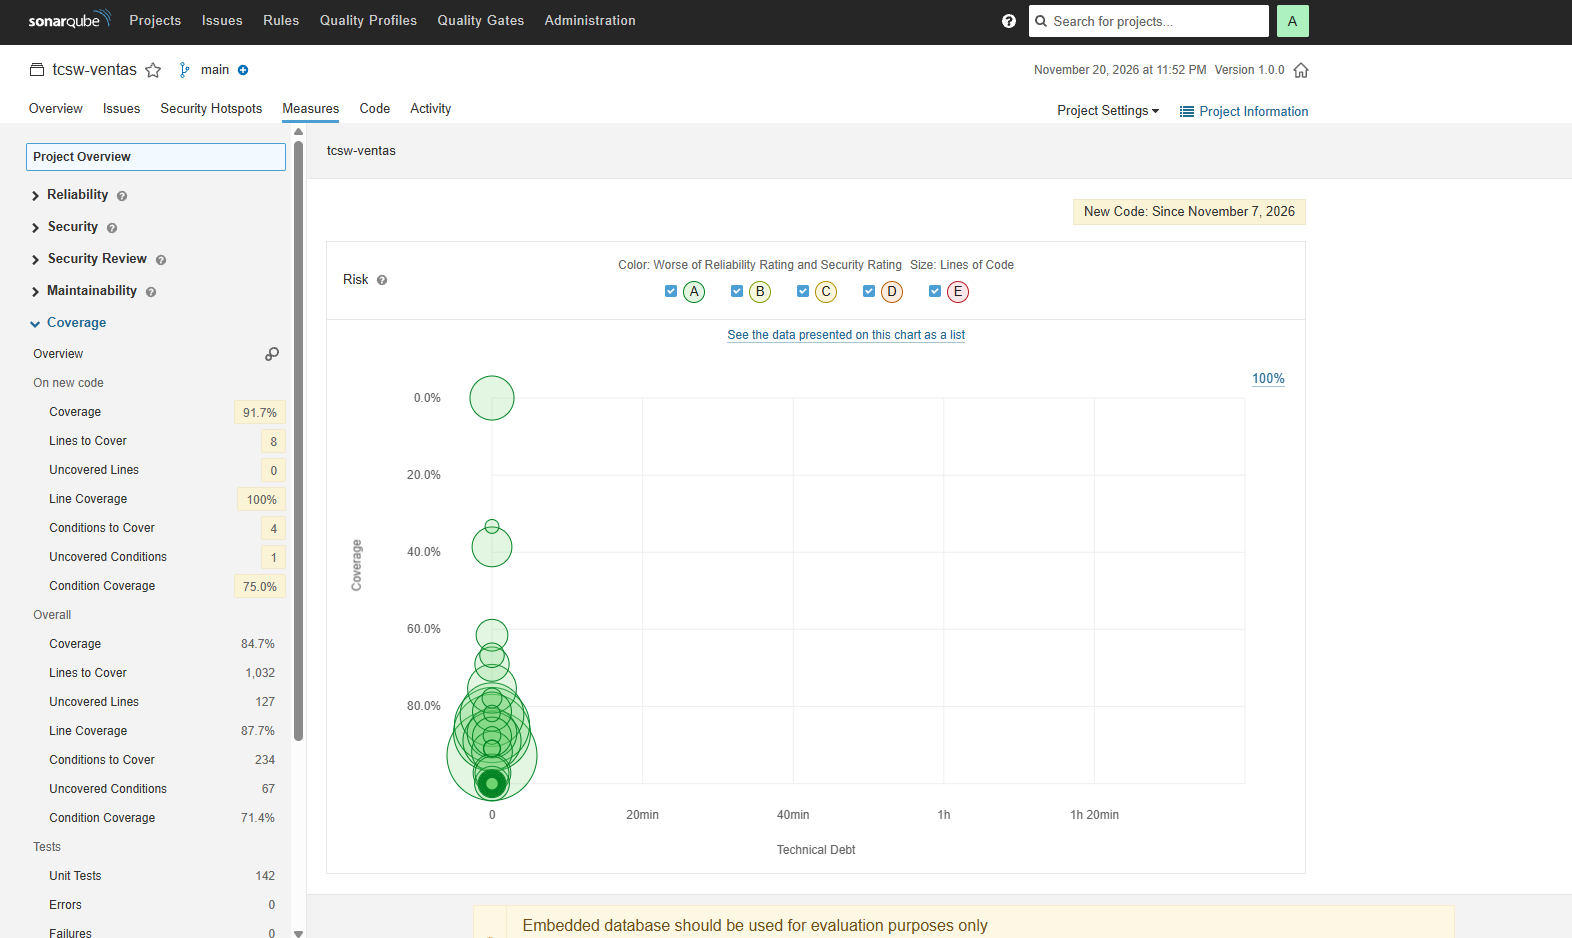 sonarqube Projects Issues Rules Quality Profiles Quality Gates Administration ? Search for projects... A
tcsw-ventas main November 20, 2026 at 11:52 PM Version 1.0.0
Overview Issues Security Hotspots Measures Code Activity Project Settings Project Information
Project Overview
Reliability ?
Security ?
Security Review ?
Maintainability ?
Coverage
Overview
On new code
Coverage 91.7%
Lines to Cover 8
Uncovered Lines 0
Line Coverage 100%
Conditions to Cover 4
Uncovered Conditions 1
Condition Coverage 75.0%
Overall
Coverage 84.7%
Lines to Cover 1,032
Uncovered Lines 127
Line Coverage 87.7%
Conditions to Cover 234
Uncovered Conditions 67
Condition Coverage 71.4%
Tests
Unit Tests 142
Errors 0
Failures 0
tcsw-ventas
New Code: Since November 7, 2026
Risk ?
Color: Worse of Reliability Rating and Security Rating Size: Lines of Code
A B C D E
See the data presented on this chart as a list
100%
0.0%
20.0%
40.0%
60.0%
80.0%
Coverage
0 20min 40min 1h 1h 20min
Technical Debt
Embedded database should be used for evaluation purposes only